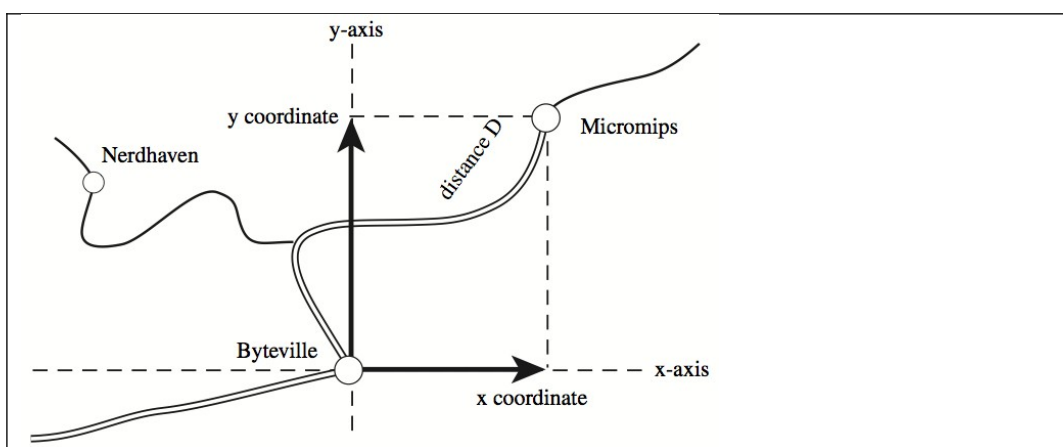 y-axis
y coordinate
Micromips
distance D
Nerdhaven
Byteville
x-axis
x coordinate